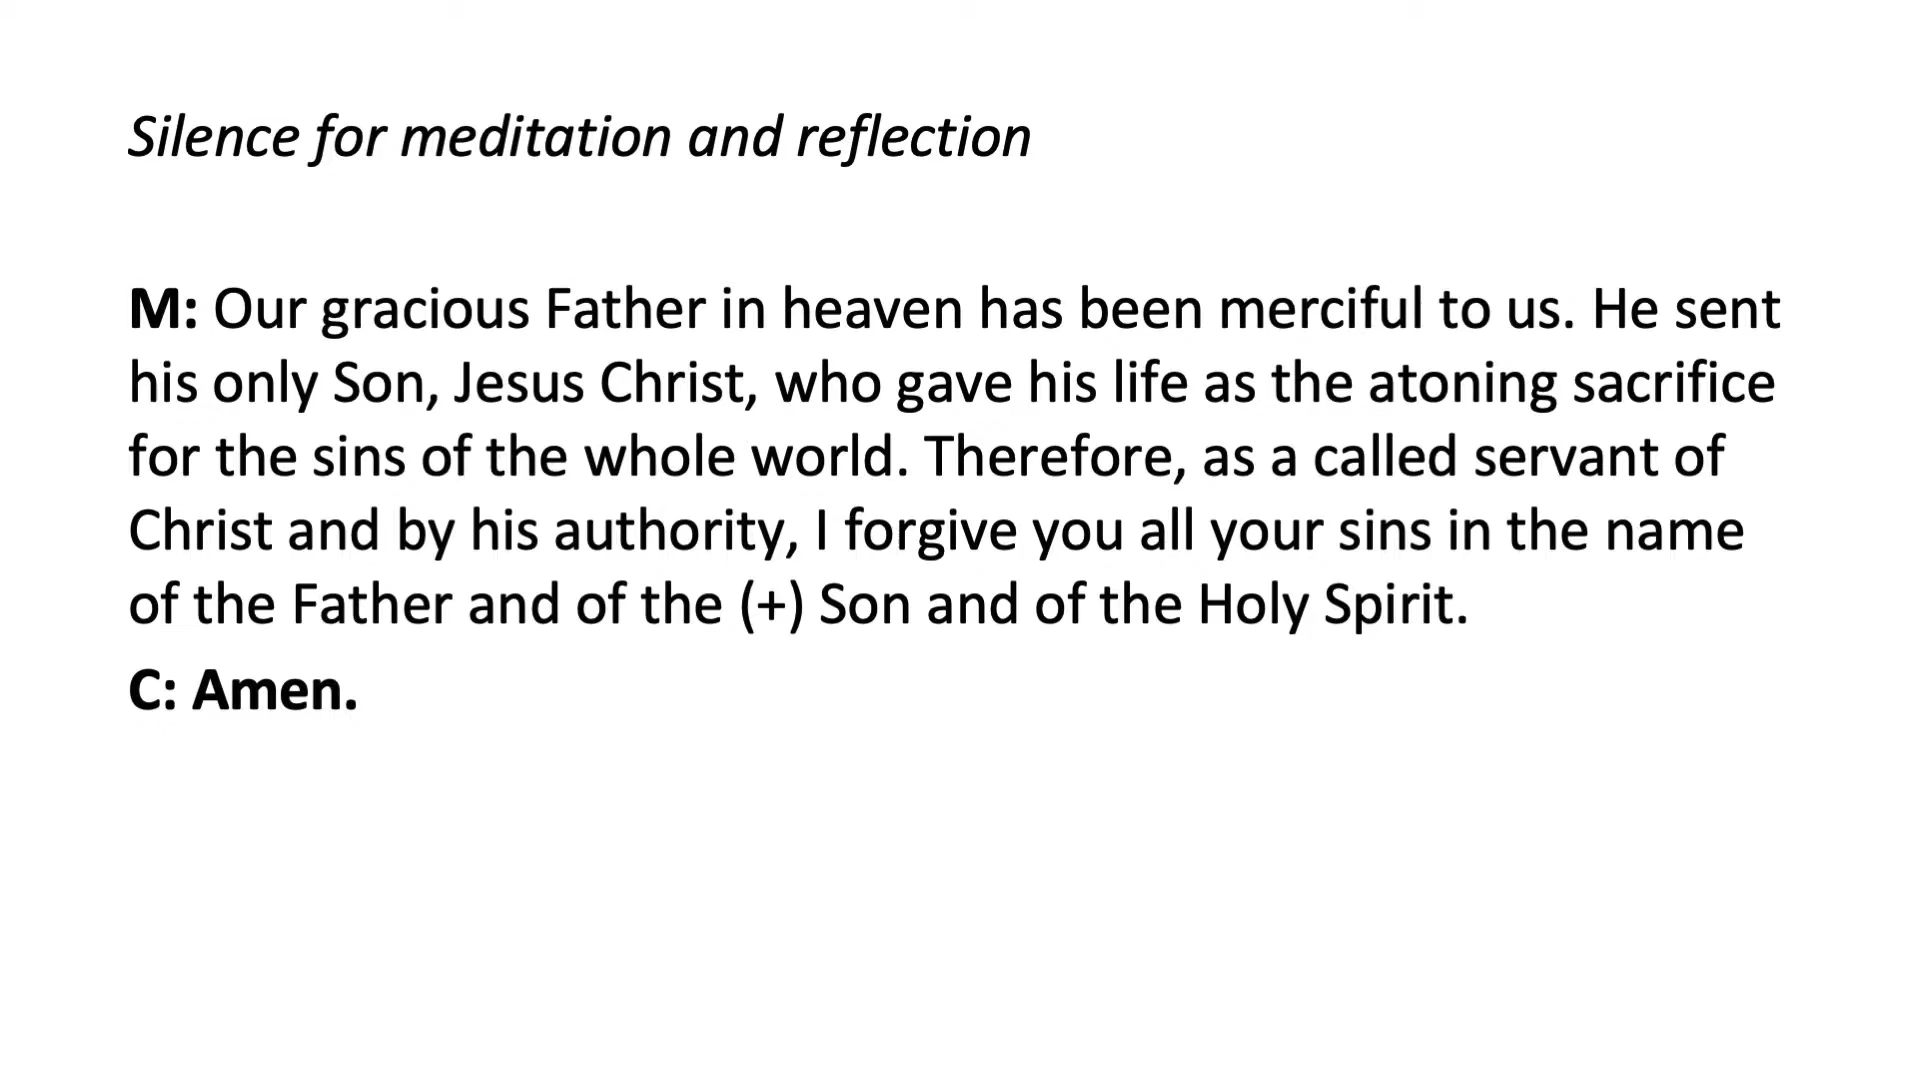 Silence for meditation and reflection
M: Our gracious Father in heaven has been merciful to us. He sent
his only Son, Jesus Christ, who gave his life as the atoning sacrifice
for the sins of the whole world. Therefore, as a called servant of
Christ and by his authority, I forgive you all your sins in the name
of the Father and of the (+) Son and of the Holy Spirit.
C: Amen.